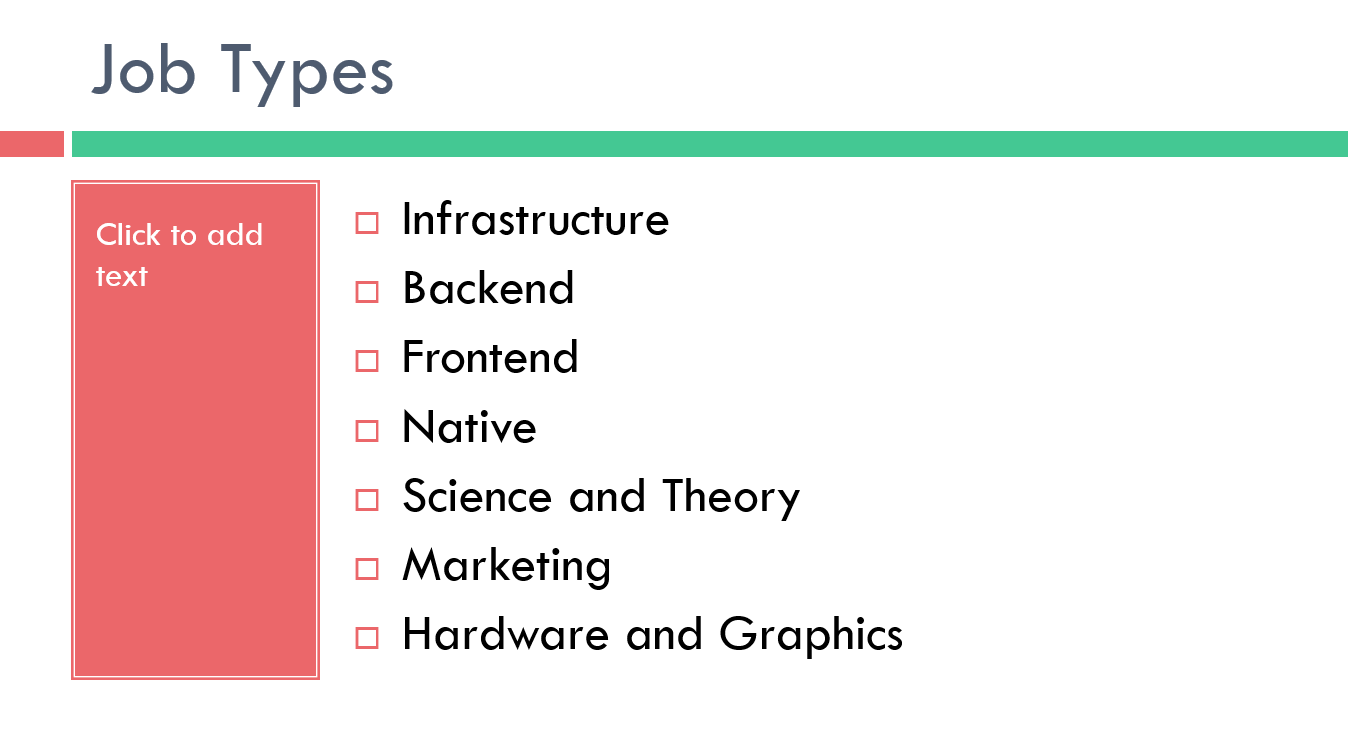 Job Types
Click to add
text
Infrastructure
Backend
Frontend
Native
Science and Theory
Marketing
Hardware and Graphics